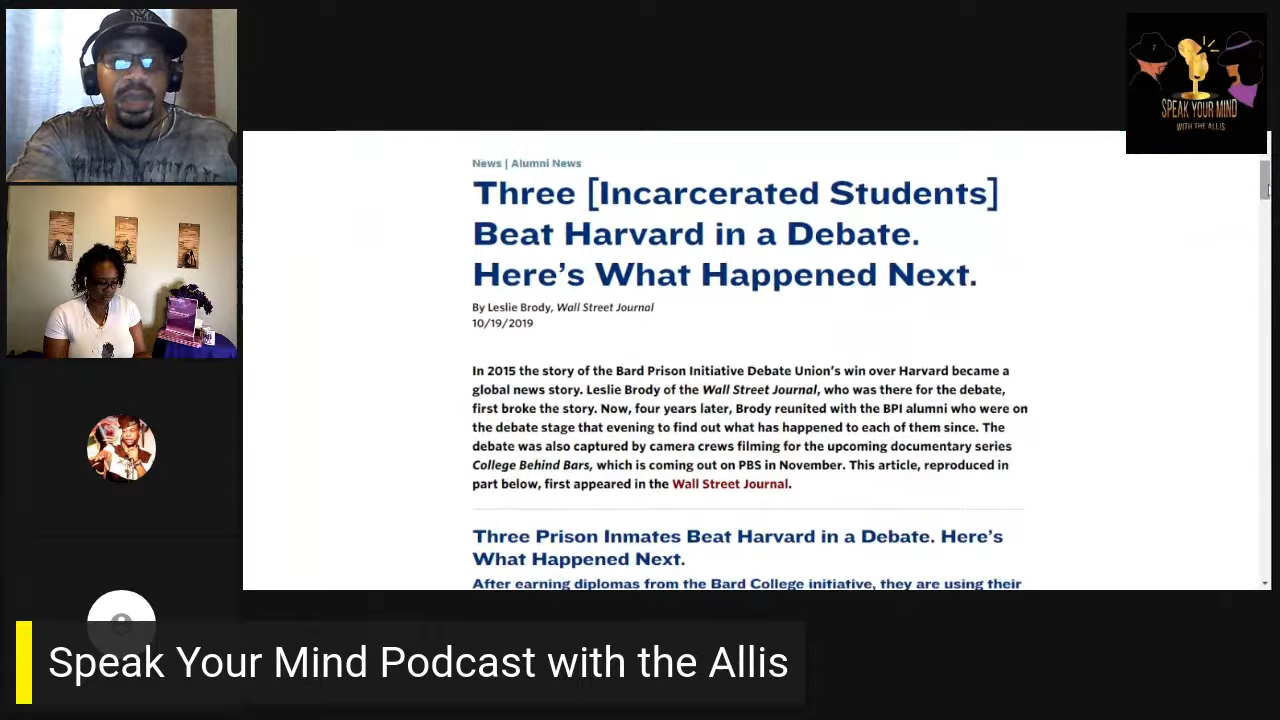 SPEAK YOUR MIND
WITH THE ALLIS
News | Alumni News
Three [Incarcerated Students]
Beat Harvard in a Debate.
Here's What Happened Next.
By Leslie Brody, Wall Street Journal
10/19/2019
In 2015 the story of the Bard Prison Initiative Debate Union's win over Harvard became a
global news story. Leslie Brody of the Wall Street Journal, who was there for the debate,
first broke the story. Now, four years later, Brody reunited with the BPI alumni who were on
the debate stage that evening to find out what has happened to each of them since. The
debate was also captured by camera crews filming for the upcoming documentary series
College Behind Bars, which is coming out on PBS in November. This article, reproduced in
part below, first appeared in the Wall Street Journal.
Three Prison Inmates Beat Harvard in a Debate. Here's
What Happened Next.
After earning diplomas from the Bard College initiative, they are using their
Speak Your Mind Podcast with the Allis